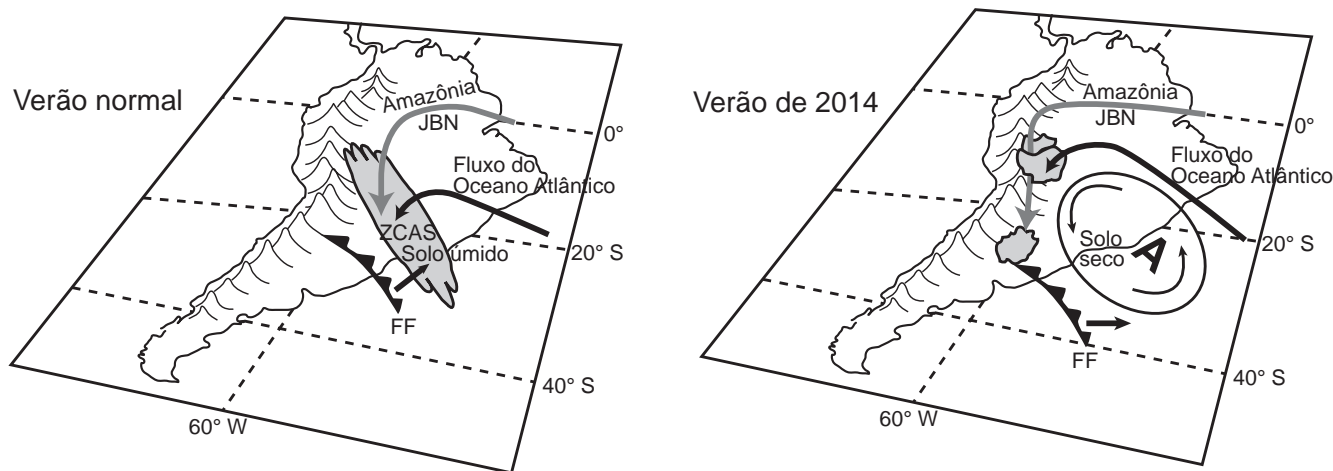 Verão normal
Amazônia
JBN
0°
Fluxo do
Oceano Atlântico
ZCAS
Solo úmido
20° S
FF
40° S
60° W
Verão de 2014
Amazônia
JBN
0°
Fluxo do
Oceano Atlântico
20° S
Solo
seco
A
FF
40° S
60° W